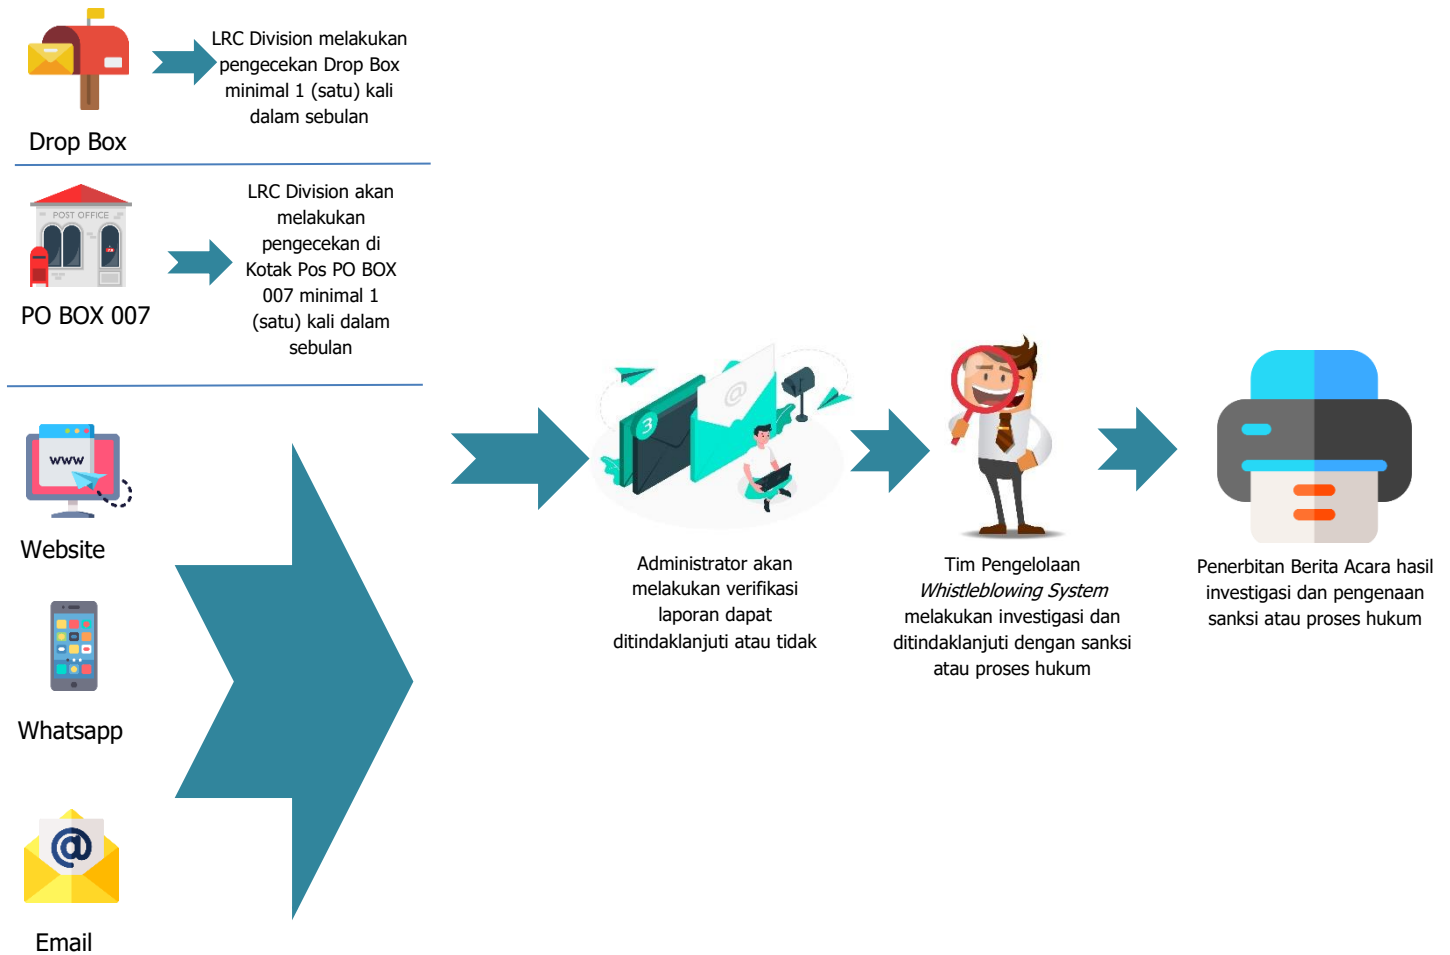 LRC Division melakukan
pengecekan Drop Box
minimal 1 (satu) kali
dalam sebulan
Drop Box
POST OFFICE
LRC Division akan
melakukan
pengecekan di
Kotak Pos PO BOX
007 minimal 1
(satu) kali dalam
sebulan
PO BOX 007
www
Website
Whatsapp
@
Email
@
3
Administrator akan
melakukan verifikasi
laporan dapat
ditindaklanjuti atau tidak
Tim Pengelolaan
Whistleblowing System
melakukan investigasi dan
ditindaklanjuti dengan sanksi
atau proses hukum
Penerbitan Berita Acara hasil
investigasi dan pengenaan
sanksi atau proses hukum